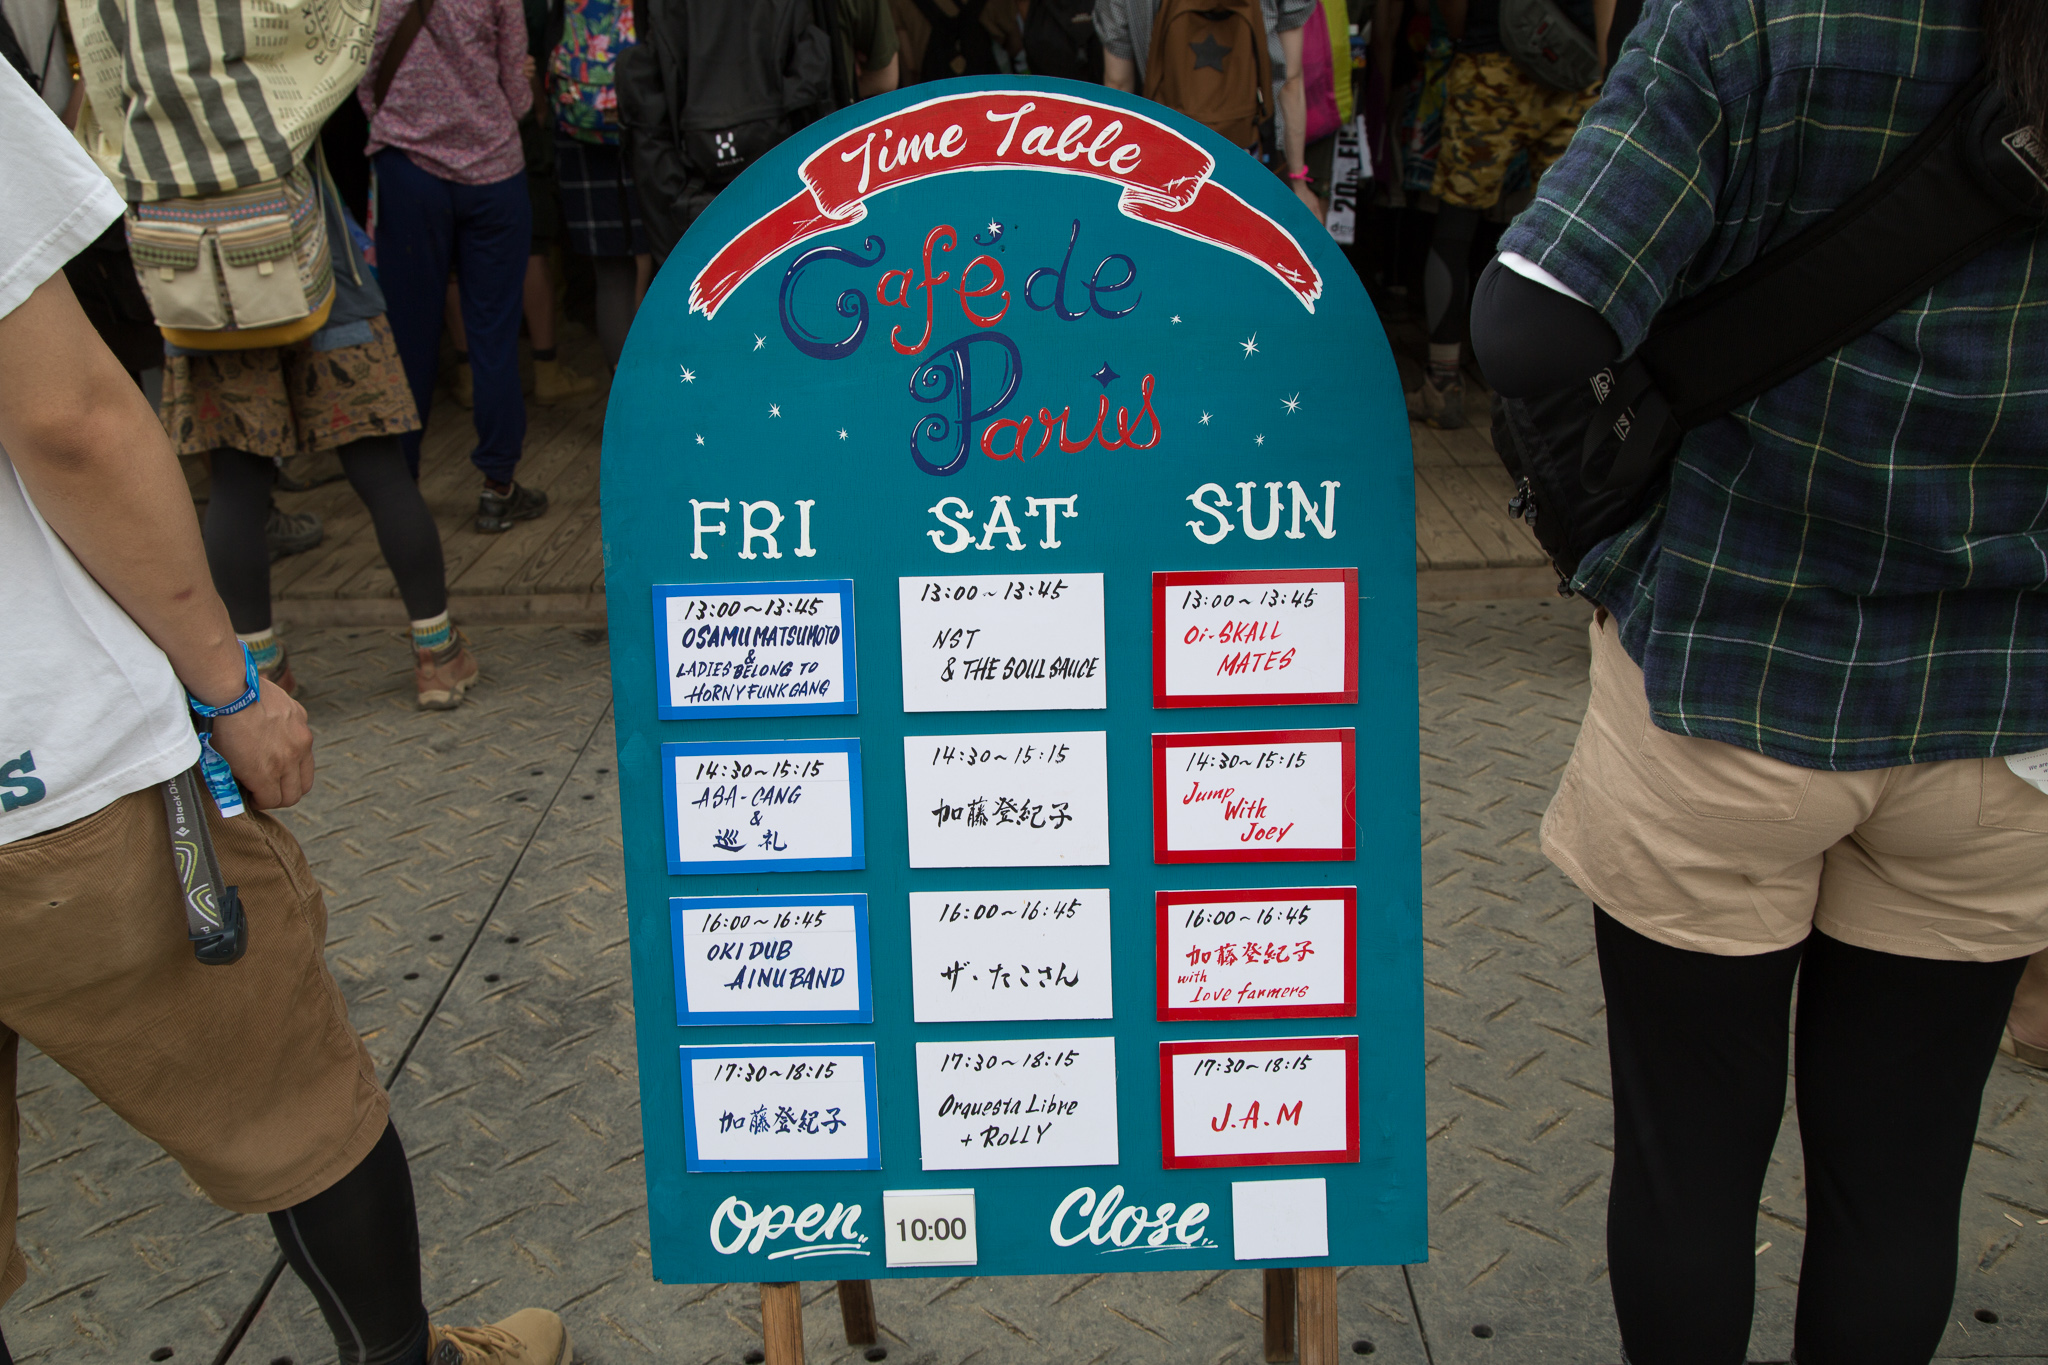 Time Table
Café de
Paris
FRI
SAT
SUN
13:00~13:45
OSAMU MATSUMOTO
&
LADIES BELONG TO
HORNY FUNK GANG
13:00~13:45
NST
& THE SOUL SAUCE
13:00~13:45
Oi-SKALL
MATES
14:30~15:15
ASA-CANG
&
巡礼
14:30~15:15
加藤登紀子
14:30~15:15
Jump
With
Joey
16:00~16:45
OKI DUB
AINU BAND
16:00~16:45
ザ・たこさん
16:00~16:45
加藤登紀子
with
Love farmers
17:30~18:15
加藤登紀子
17:30~18:15
Orquesta Libre
+ ROLLY
17:30~18:15
J.A.M
Open
10:00
Close